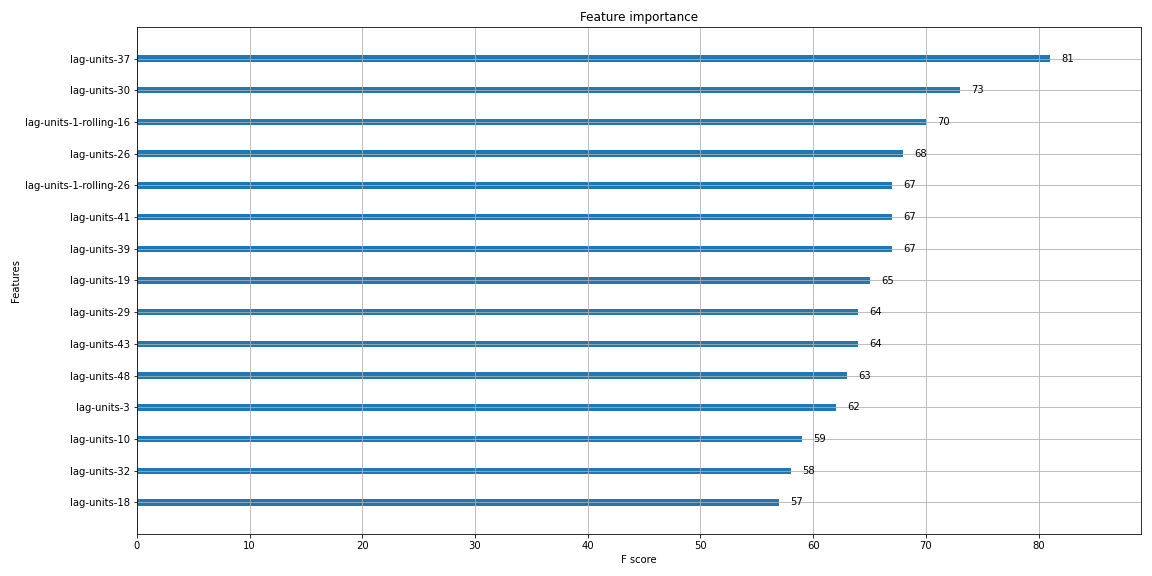 Feature importance
Features
lag-units-37 81
lag-units-30 73
lag-units-1-rolling-16 70
lag-units-26 68
lag-units-1-rolling-26 67
lag-units-41 67
lag-units-39 67
lag-units-19 65
lag-units-29 64
lag-units-43 64
lag-units-48 63
lag-units-3 62
lag-units-10 59
lag-units-32 58
lag-units-18 57
0 10 20 30 40 50 60 70 80
F score